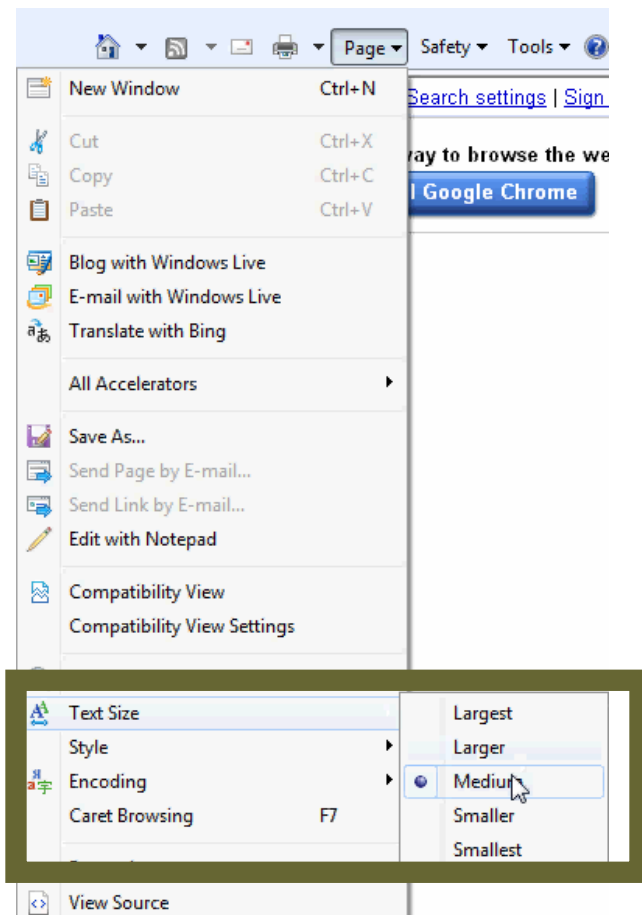 Page Safety Tools
New Window Ctrl+N
Search settings | Sign
Cut Ctrl+X
ay to browse the we
Copy Ctrl+C
l Google Chrome
Paste Ctrl+V
Blog with Windows Live
E-mail with Windows Live
Translate with Bing
All Accelerators
Save As...
Send Page by E-mail...
Send Link by E-mail...
Edit with Notepad
Compatibility View
Compatibility View Settings
Text Size
Style
Encoding
Caret Browsing F7
Largest
Larger
Medium
Smaller
Smallest
View Source